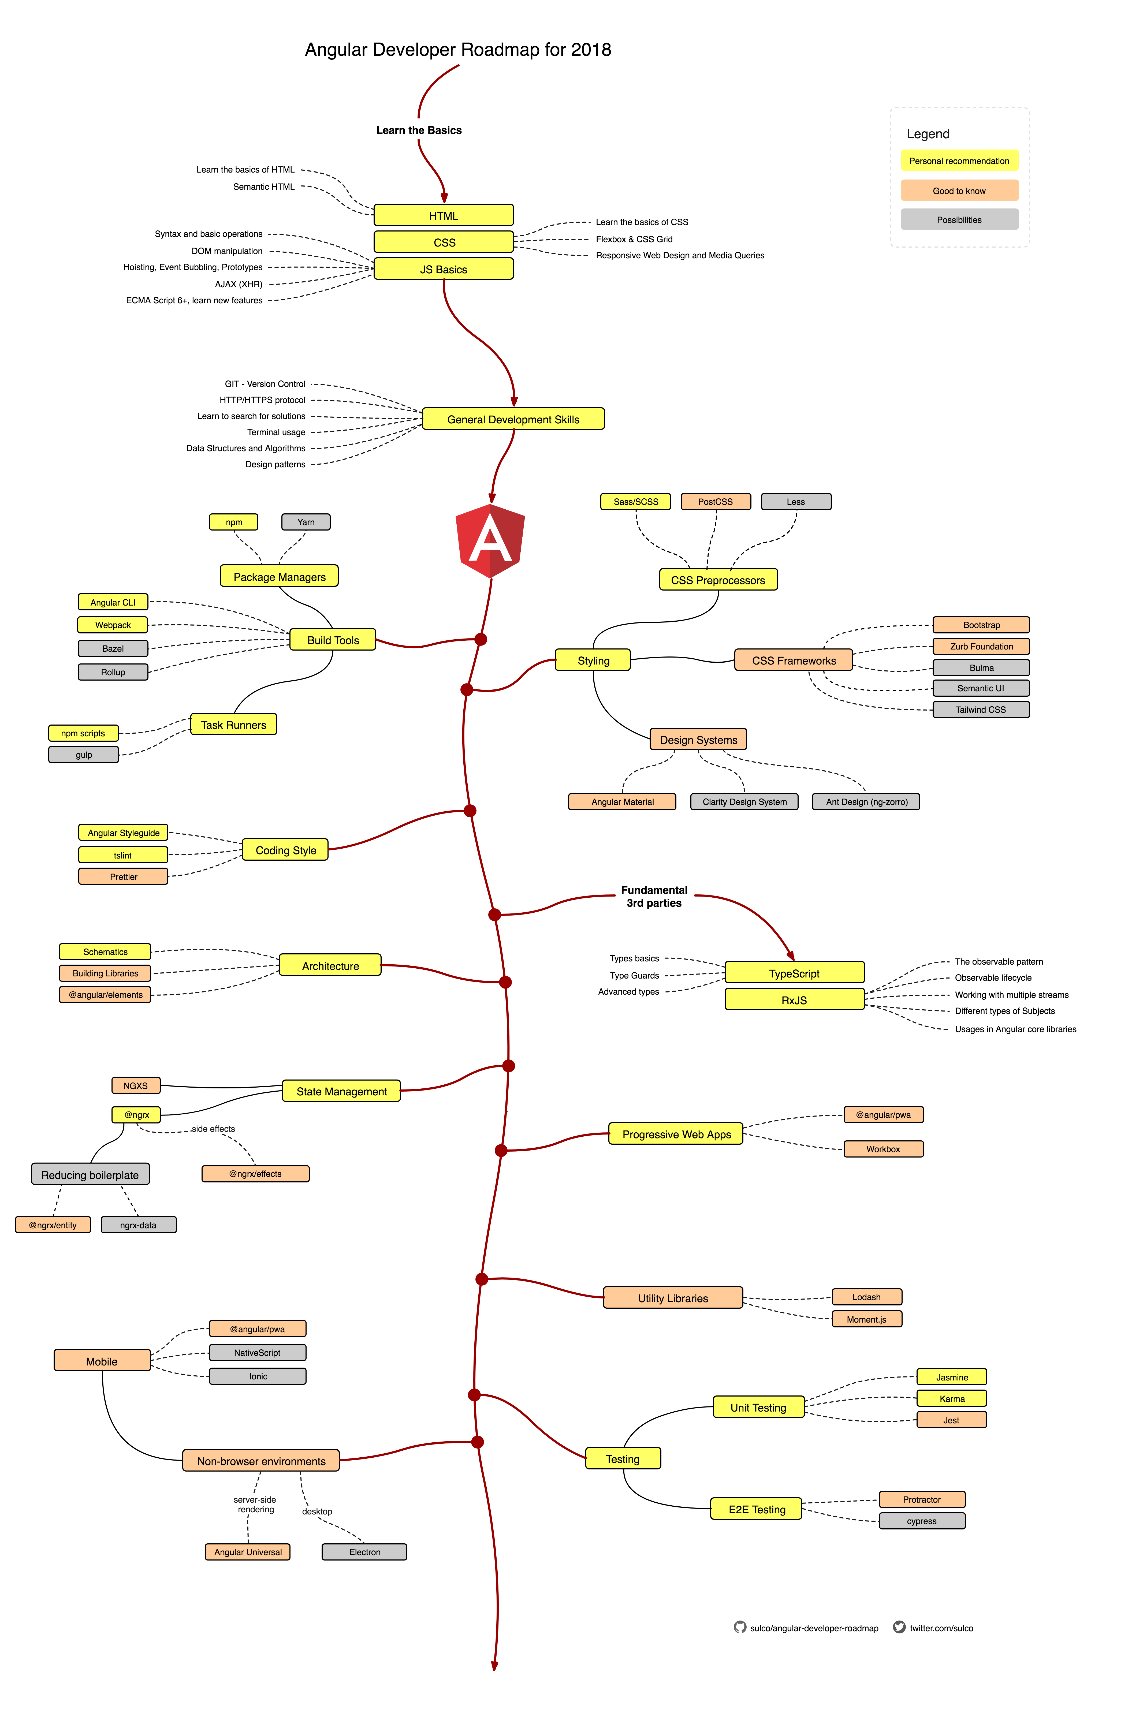 Angular Developer Roadmap for 2018
Learn the Basics
Legend
Personal recommendation
Good to know
Possibilities
Learn the basics of HTML
Semantic HTML
HTML
CSS
JS Basics
Learn the basics of CSS
Flexbox & CSS Grid
Responsive Web Design and Media Queries
Syntax and basic operations
DOM manipulation
Hoisting, Event Bubbling, Prototypes
AJAX (XHR)
ECMA Script 6+, learn new features
GIT - Version Control
HTTP/HTTPS protocol
Learn to search for solutions
Terminal usage
Data Structures and Algorithms
Design patterns
General Development Skills
A
npm
Yarn
Package Managers
Angular CLI
Webpack
Bazel
Rollup
Build Tools
Task Runners
npm scripts
gulp
Sass/SCSS
PostCSS
Less
CSS Preprocessors
Styling
CSS Frameworks
Bootstrap
Zurb Foundation
Bulma
Semantic UI
Tailwind CSS
Design Systems
Angular Material
Clarity Design System
Ant Design (ng-zorro)
Angular Styleguide
tslint
Prettier
Coding Style
Fundamental
3rd parties
Types basics
Type Guards
Advanced types
TypeScript
RxJS
The observable pattern
Observable lifecycle
Working with multiple streams
Different types of Subjects
Usages in Angular core libraries
Schematics
Building Libraries
@angular/elements
Architecture
NGXS
@ngrx
State Management
side effects
@ngrx/effects
Reducing boilerplate
@ngrx/entity
ngrx-data
Progressive Web Apps
@angular/pwa
Workbox
Utility Libraries
Lodash
Moment.js
Mobile
@angular/pwa
NativeScript
Ionic
Non-browser environments
server-side
rendering
desktop
Angular Universal
Electron
Unit Testing
Jasmine
Karma
Jest
Testing
E2E Testing
Protractor
cypress
sulco/angular-developer-roadmap
twitter.com/sulco